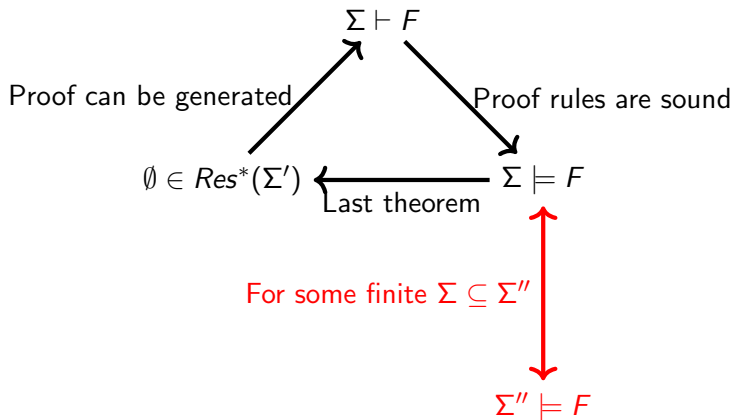 Σ ⊢ F
Proof can be generated
Proof rules are sound
∅ ∈ Res*(Σ′)
Σ ⊨ F
Last theorem
For some finite Σ ⊆ Σ″
Σ″ ⊨ F